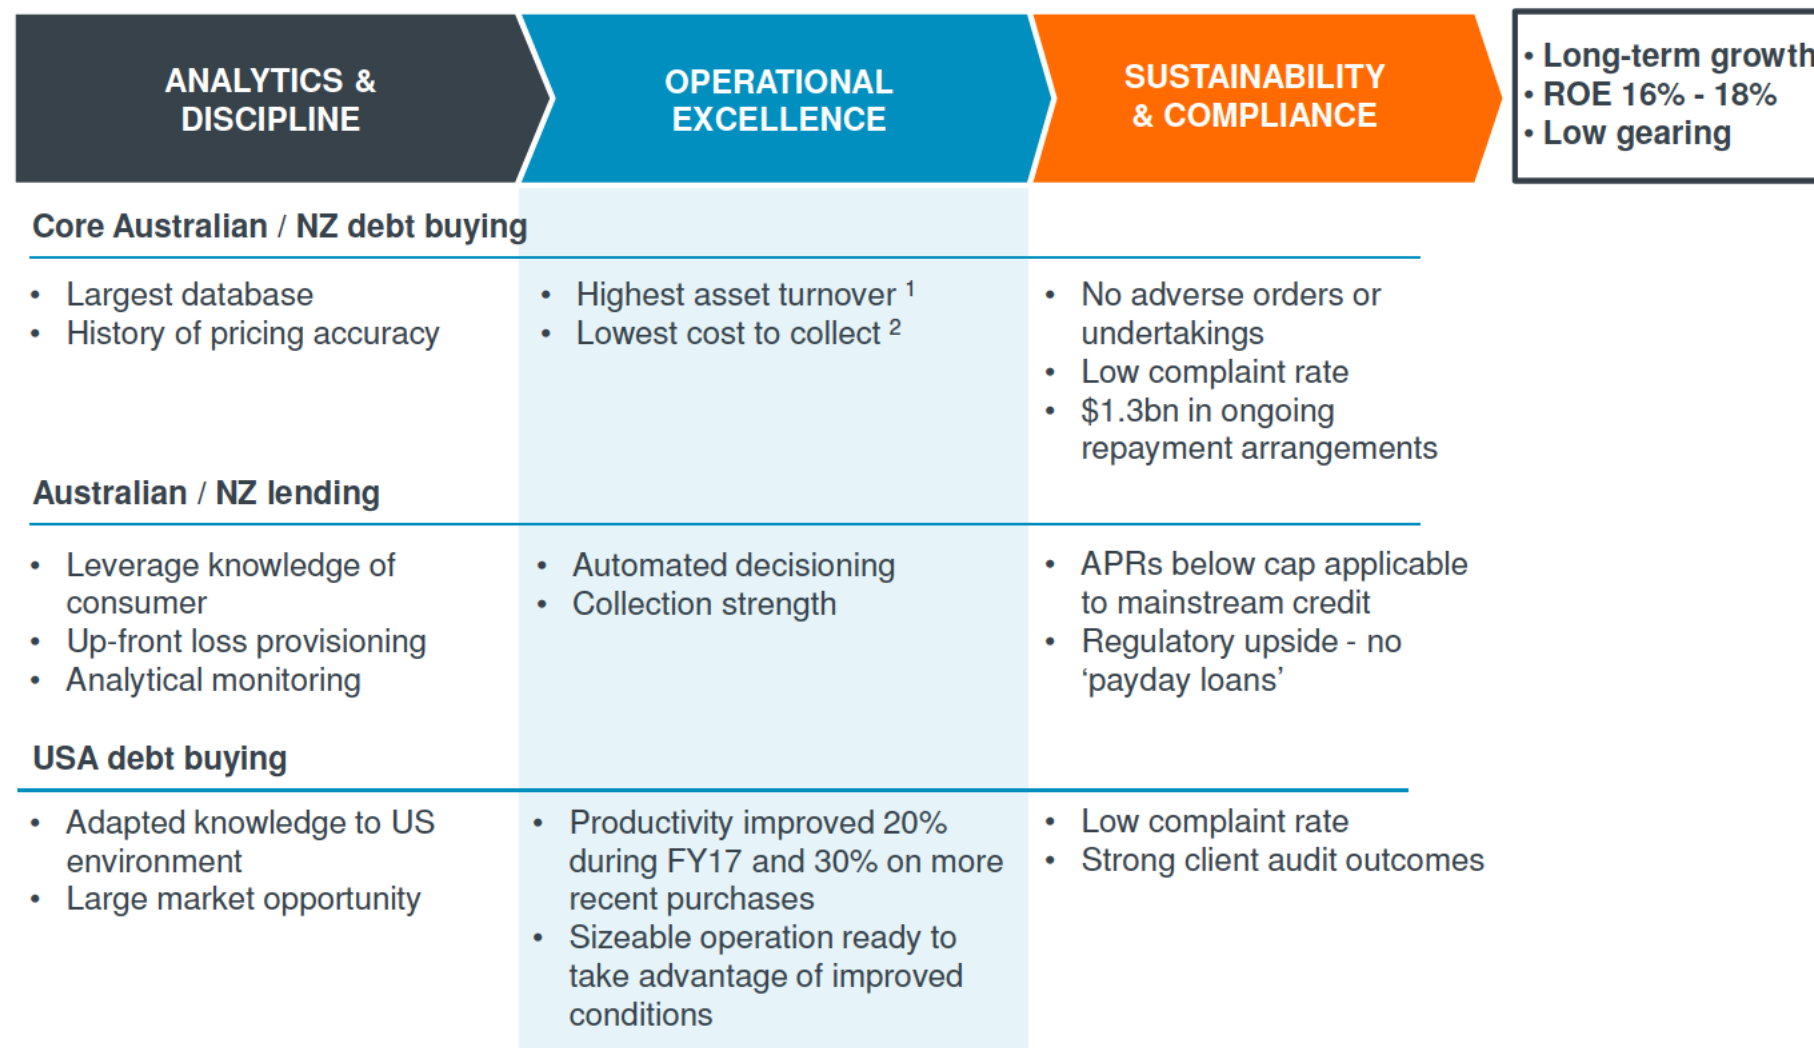 ANALYTICS &
DISCIPLINE
OPERATIONAL
EXCELLENCE
SUSTAINABILITY
& COMPLIANCE
• Long-term growth
• ROE 16% - 18%
• Low gearing
Core Australian / NZ debt buying
• Largest database
• History of pricing accuracy
• Highest asset turnover ¹
• Lowest cost to collect ²
• No adverse orders or
undertakings
• Low complaint rate
• $1.3bn in ongoing
repayment arrangements
Australian / NZ lending
• Leverage knowledge of
consumer
• Up-front loss provisioning
• Analytical monitoring
• Automated decisioning
• Collection strength
• APRs below cap applicable
to mainstream credit
• Regulatory upside - no
‘payday loans’
USA debt buying
• Adapted knowledge to US
environment
• Large market opportunity
• Productivity improved 20%
during FY17 and 30% on more
recent purchases
• Sizeable operation ready to
take advantage of improved
conditions
• Low complaint rate
• Strong client audit outcomes